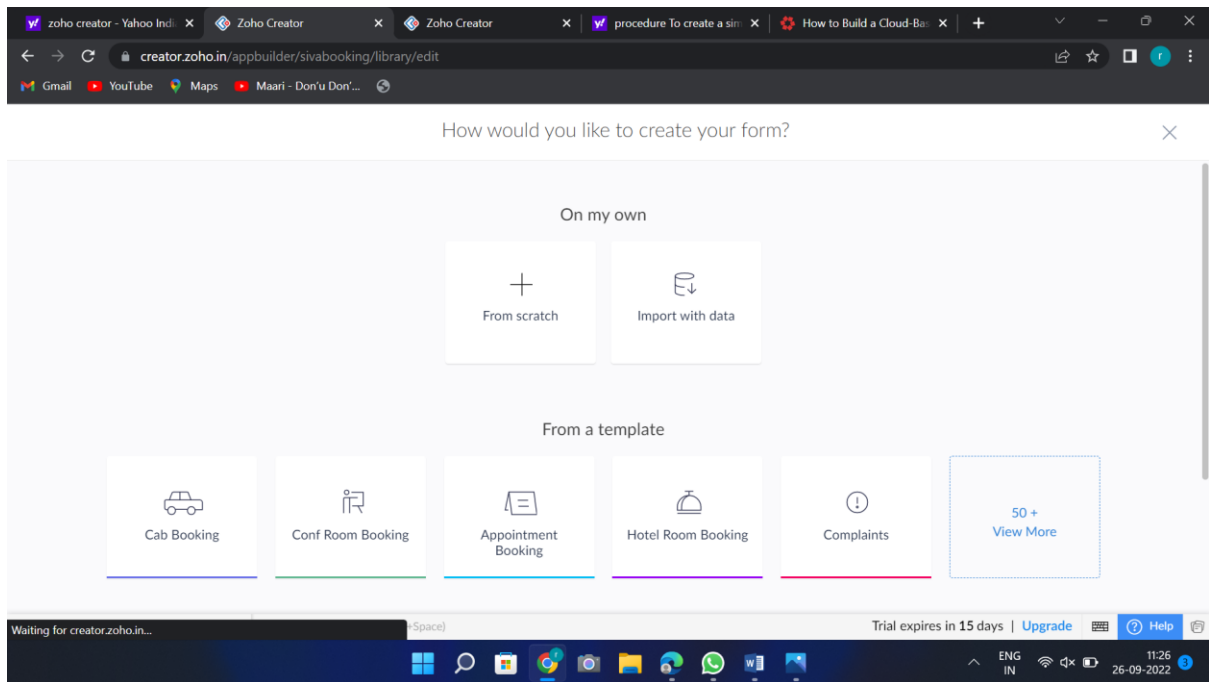 zoho creator - Yahoo Indi
Zoho Creator
Zoho Creator
procedure To create a sim
How to Build a Cloud-Bas
creator.zoho.in/appbuilder/sivabooking/library/edit
r
Gmail
YouTube
Maps
Maari - Don'u Don'...
How would you like to create your form?
On my own
From scratch
Import with data
From a template
Cab Booking
Conf Room Booking
Appointment
Booking
Hotel Room Booking
Complaints
50 +
View More
Waiting for creator.zoho.in...
+Space)
Trial expires in 15 days | Upgrade
Help
ENG
IN
11:26
26-09-2022
3